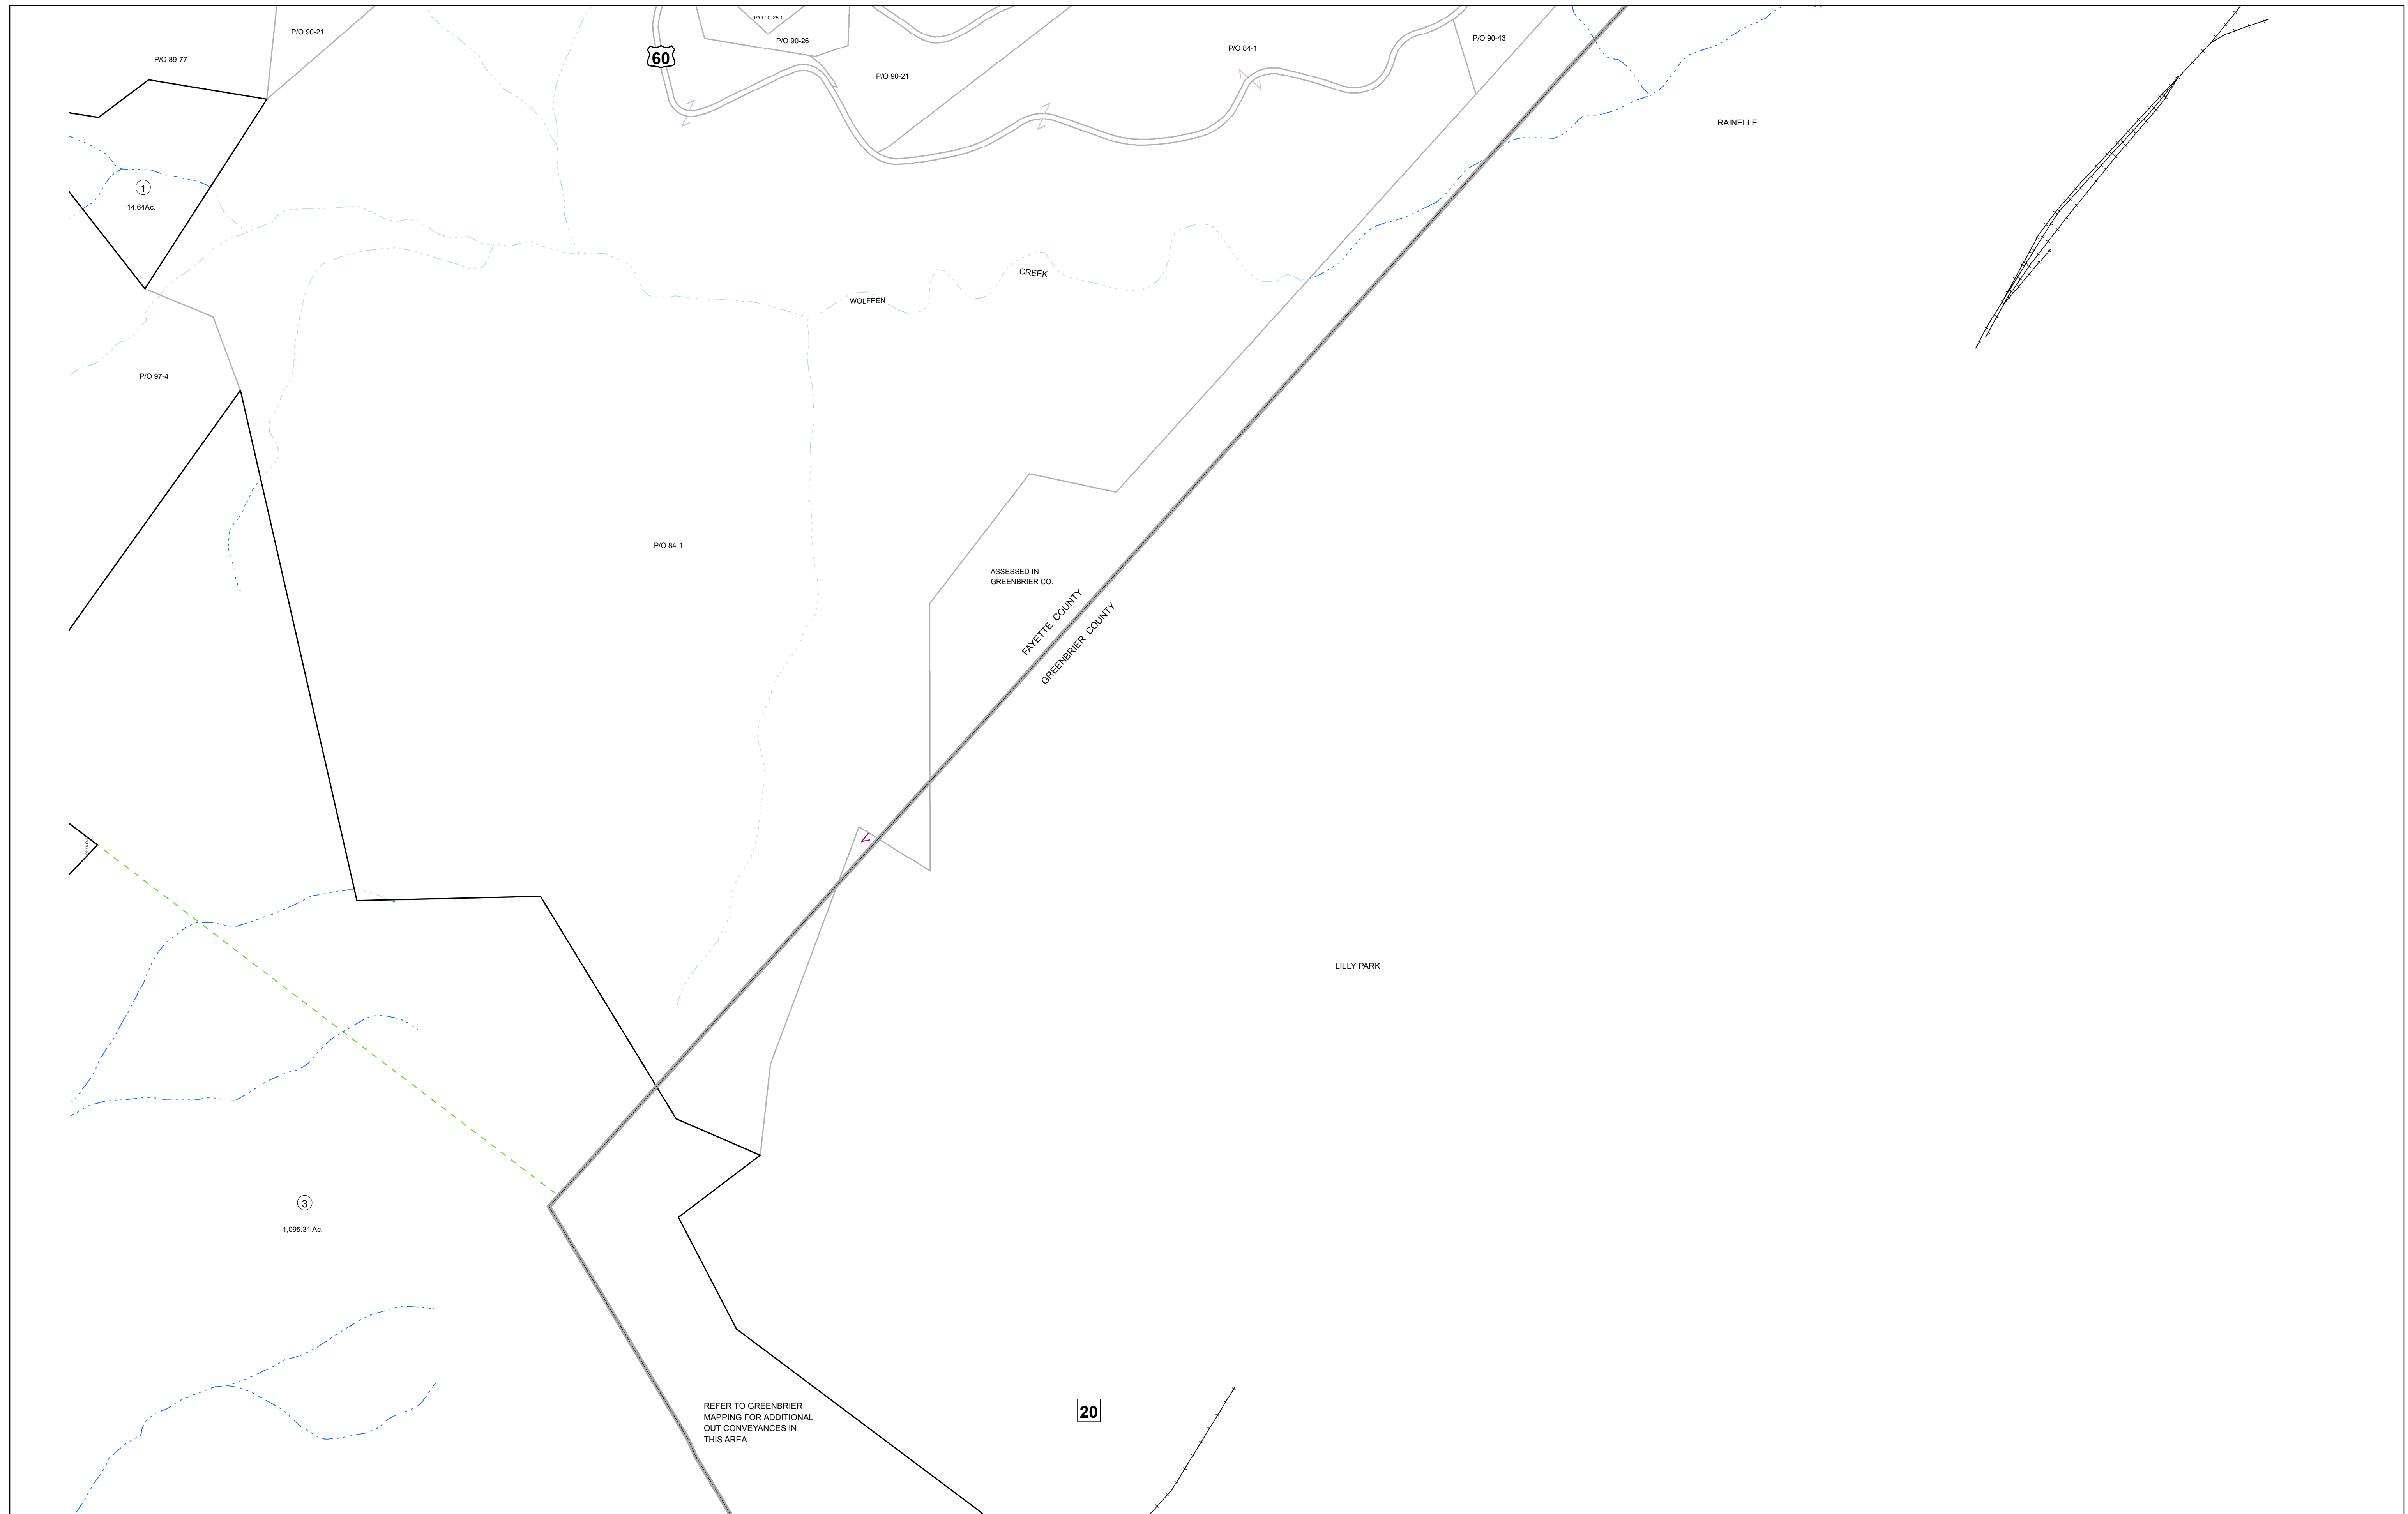 P/O 90-25.1
P/O 90-21
P/O 90-26
P/O 90-43
P/O 84-1
60
P/O 89-77
P/O 90-21
RAINELLE
1
14.64Ac.
CREEK
WOLFPEN
P/O 97-4
P/O 84-1
ASSESSED IN
GREENBRIER CO.
FAYETTE COUNTY
GREENBRIER COUNTY
LILLY PARK
3
1,095.31 Ac.
REFER TO GREENBRIER
MAPPING FOR ADDITIONAL
OUT CONVEYANCES IN
THIS AREA
20